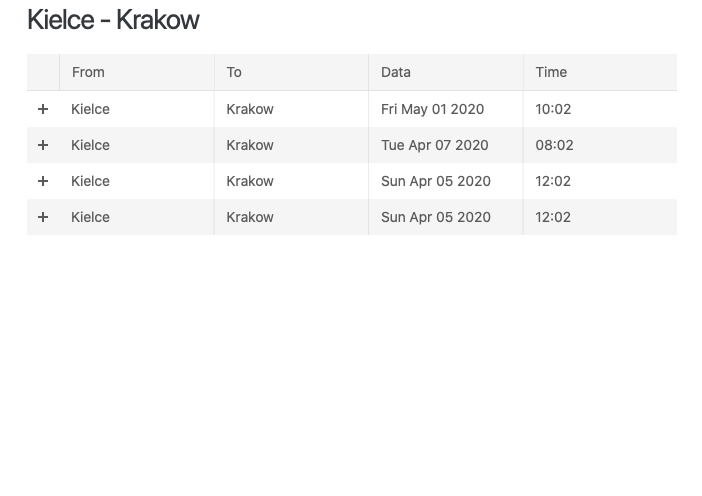 Kielce - Krakow
From To Data Time
+ Kielce Krakow Fri May 01 2020 10:02
+ Kielce Krakow Tue Apr 07 2020 08:02
+ Kielce Krakow Sun Apr 05 2020 12:02
+ Kielce Krakow Sun Apr 05 2020 12:02